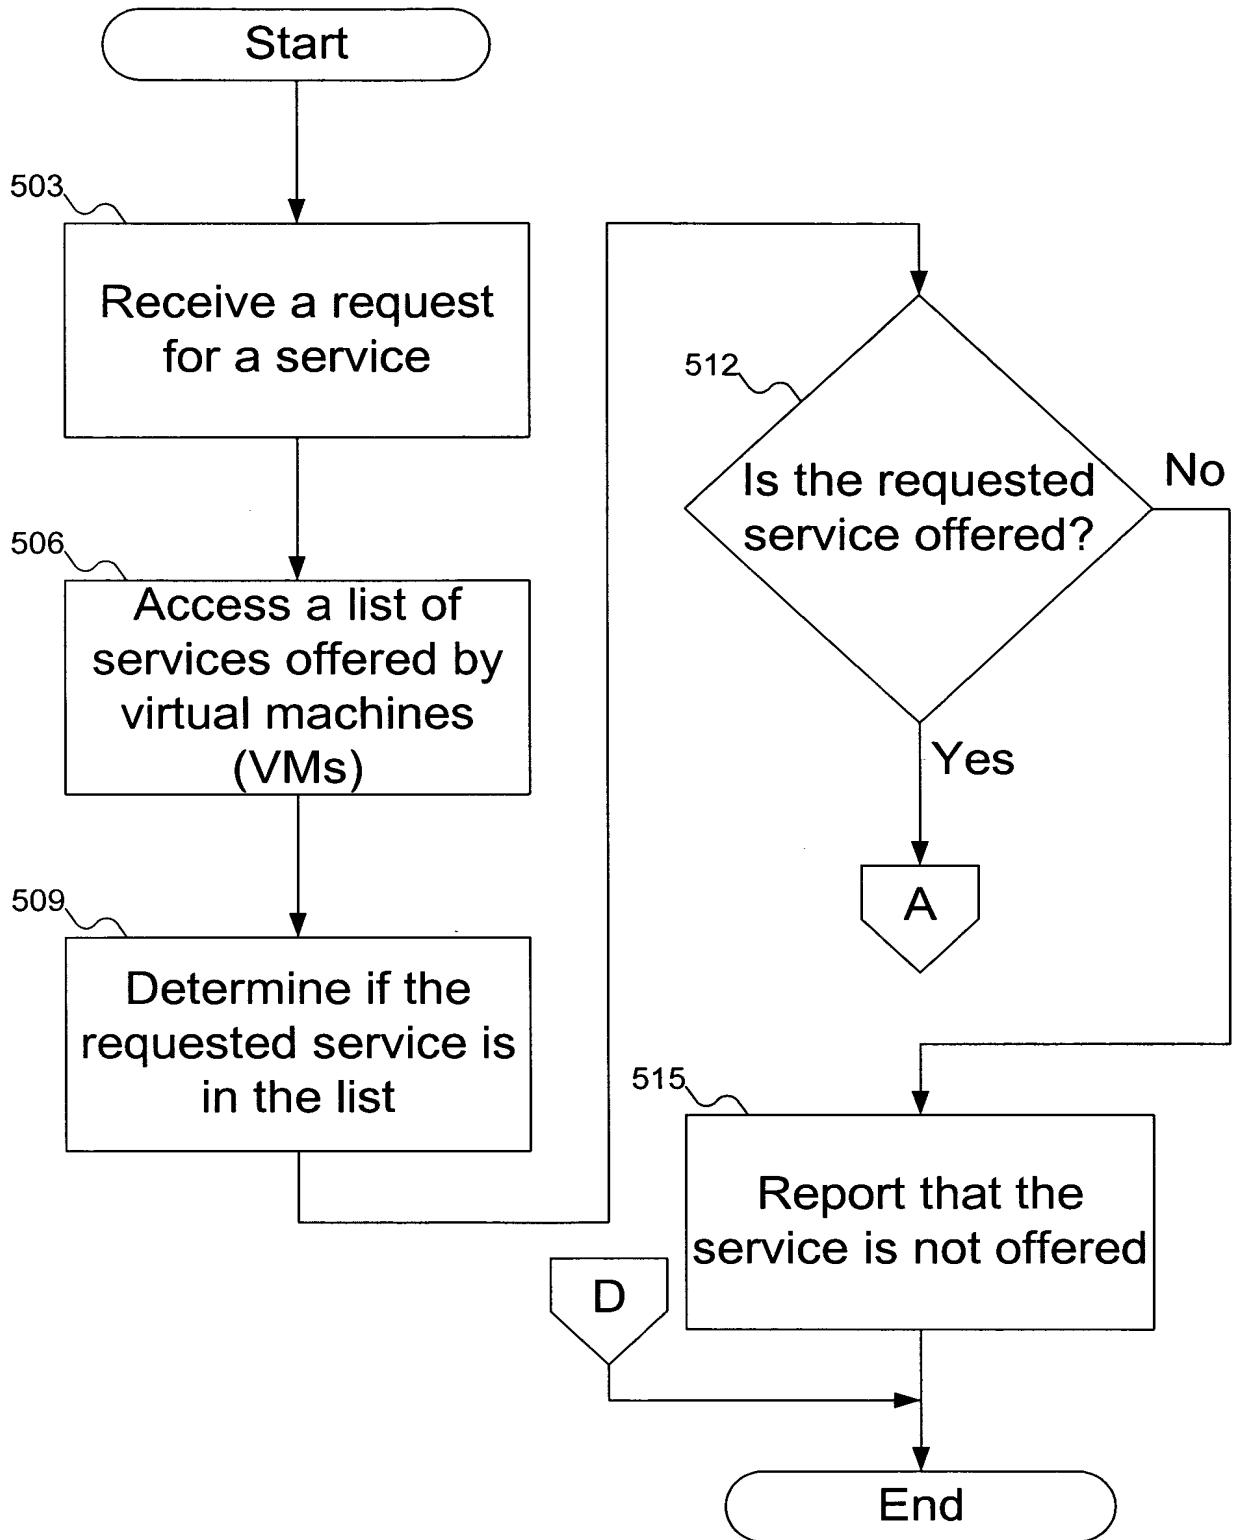 Start
503
Receive a request
for a service
506
Access a list of
services offered by
virtual machines
(VMs)
509
Determine if the
requested service is
in the list
512
Is the requested
service offered?
No
Yes
A
515
Report that the
service is not offered
D
End